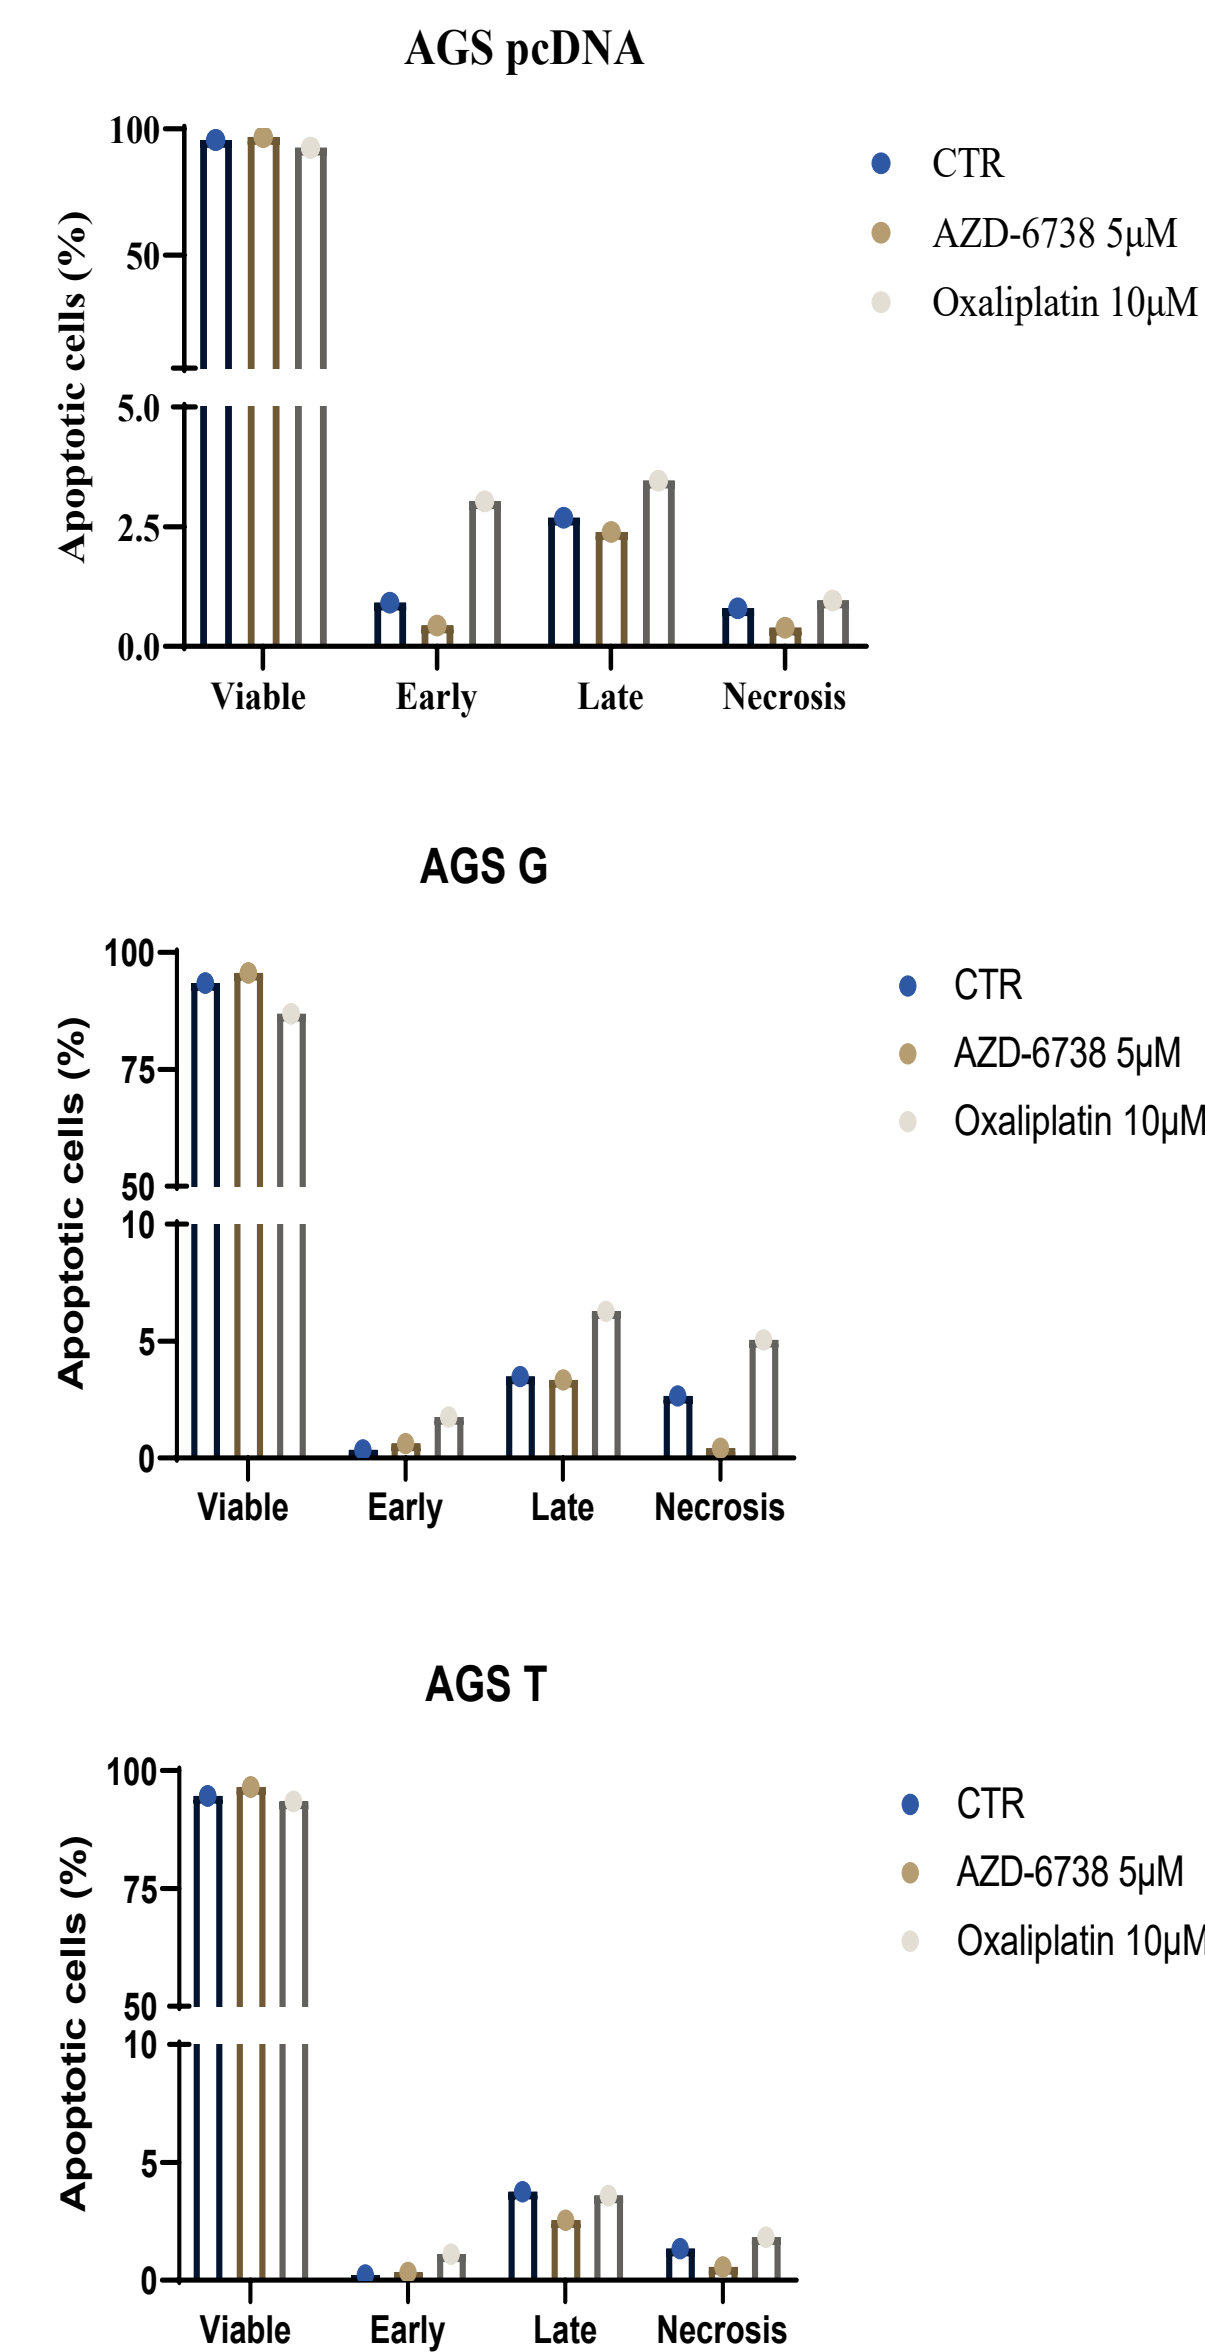 AGS pcDNA
Apoptotic cells (%)
100
50
5.0
2.5
0.0
Viable Early Late Necrosis
CTR
AZD-6738 5μM
Oxaliplatin 10μM
AGS G
Apoptotic cells (%)
100
75
50
10
5
0
Viable Early Late Necrosis
CTR
AZD-6738 5μM
Oxaliplatin 10μM
AGS T
Apoptotic cells (%)
100
75
50
10
5
0
Viable Early Late Necrosis
CTR
AZD-6738 5μM
Oxaliplatin 10μM